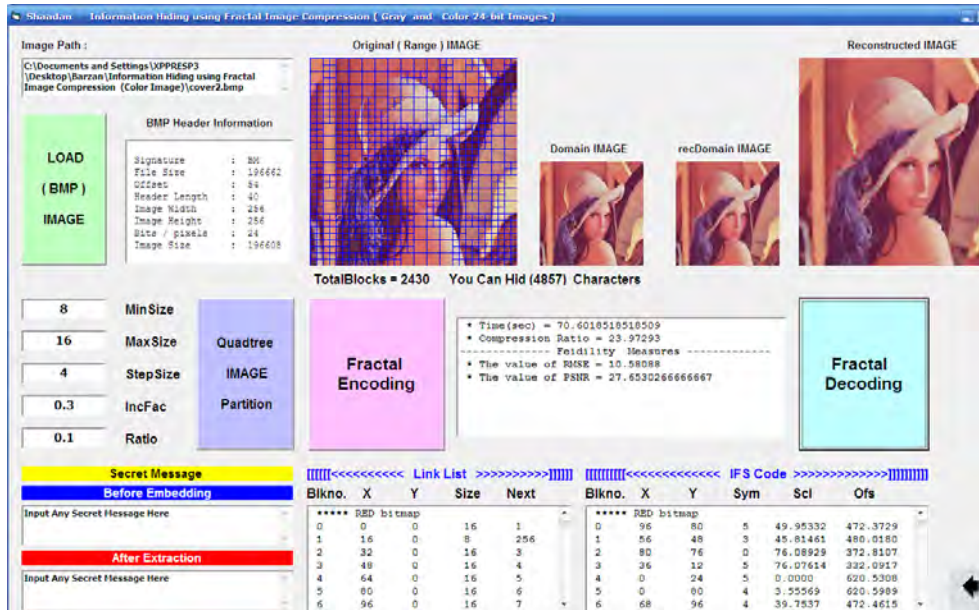 Shaadan Information Hiding using Fractal Image Compression ( Gray and Color 24-bit Images )
Image Path :
C:\Documents and Settings\XPPRESP3
\Desktop\Barzan\Information Hiding using Fractal
Image Compression (Color Image)\cover2.bmp
LOAD
( BMP )
IMAGE
BMP Header Information
Signature : BM
File Size : 196662
Offset : 54
Header Length : 40
Image Width : 256
Image Height : 256
Bits / pixels : 24
Image Size : 196608
Original ( Range ) IMAGE
Domain IMAGE
recDomain IMAGE
Reconstructed IMAGE
TotalBlocks = 2430 You Can Hid (4857) Characters
8 MinSize
16 MaxSize
4 StepSize
0.3 IncFac
0.1 Ratio
Quadtree
IMAGE
Partition
Fractal
Encoding
* Time(sec) = 70.6018518518509
* Compression Ratio = 23.97293
------------- Feidility Measures -------------
* The value of RMSE = 10.58088
* The value of PSNR = 27.6530266666667
Fractal
Decoding
Secret Message
Before Embedding
Input Any Secret Message Here
After Extraction
Input Any Secret Message Here
[[[[[[<<<<<<<<<< Link List >>>>>>>>>>]]]]]]
Blkno. X Y Size Next
***** RED bitmap
0 0 0 16 1
1 16 0 8 256
2 32 0 16 3
3 48 0 16 4
4 64 0 16 5
5 80 0 16 6
6 96 0 16 7
[[[[[[[[[[<<<<<<<<<<<<< IFS Code >>>>>>>>>>>>>]]]]]]]]]]
Blkno. X Y Sym Scl Ofs
***** RED bitmap
0 96 80 5 49.95332 472.3729
1 56 48 3 45.81461 480.0180
2 80 76 0 76.08929 372.8107
3 36 12 5 76.07614 332.0917
4 0 24 5 0.0000 620.5308
5 0 80 4 3.55569 620.5989
6 68 96 4 39.7537 472.4615